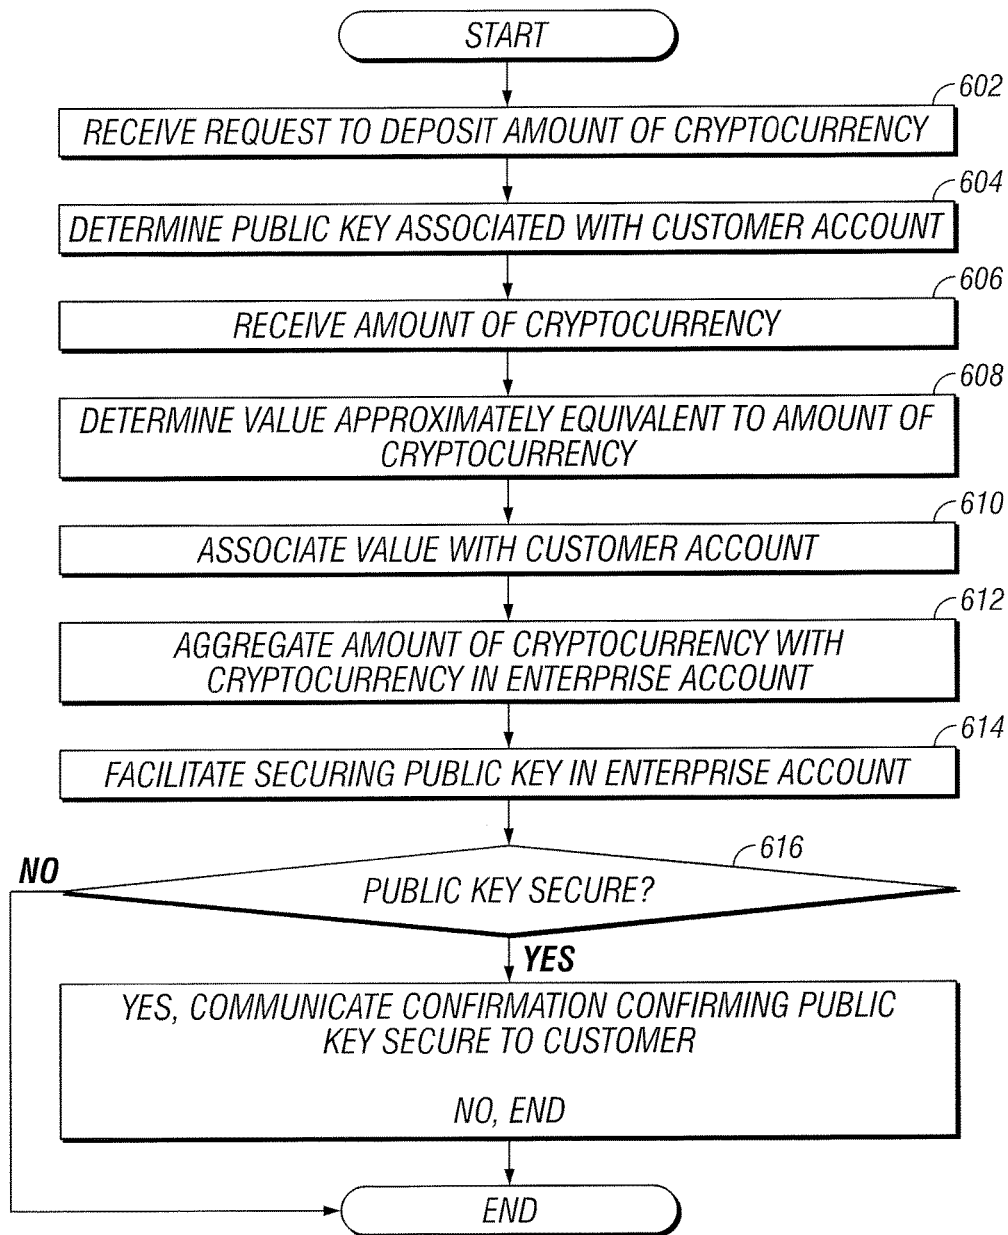 START
602
RECEIVE REQUEST TO DEPOSIT AMOUNT OF CRYPTOCURRENCY
604
DETERMINE PUBLIC KEY ASSOCIATED WITH CUSTOMER ACCOUNT
606
RECEIVE AMOUNT OF CRYPTOCURRENCY
608
DETERMINE VALUE APPROXIMATELY EQUIVALENT TO AMOUNT OF
CRYPTOCURRENCY
610
ASSOCIATE VALUE WITH CUSTOMER ACCOUNT
612
AGGREGATE AMOUNT OF CRYPTOCURRENCY WITH
CRYPTOCURRENCY IN ENTERPRISE ACCOUNT
614
FACILITATE SECURING PUBLIC KEY IN ENTERPRISE ACCOUNT
616
NO
PUBLIC KEY SECURE?
YES
YES, COMMUNICATE CONFIRMATION CONFIRMING PUBLIC
KEY SECURE TO CUSTOMER
NO, END
END